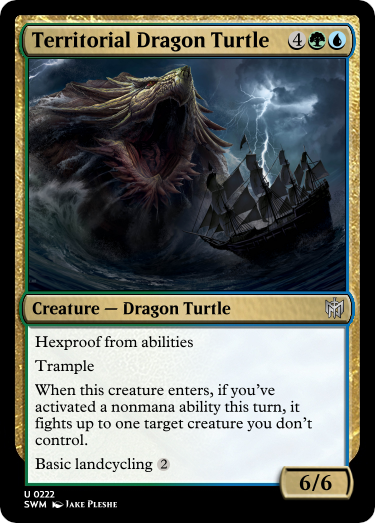 Territorial Dragon Turtle 4
Creature — Dragon Turtle
Hexproof from abilities
Trample
When this creature enters, if you've
activated a nonmana ability this turn, it
fights up to one target creature you don't
control.
Basic landcycling 2
6/6
U 0222
SWM Jake Pleshe